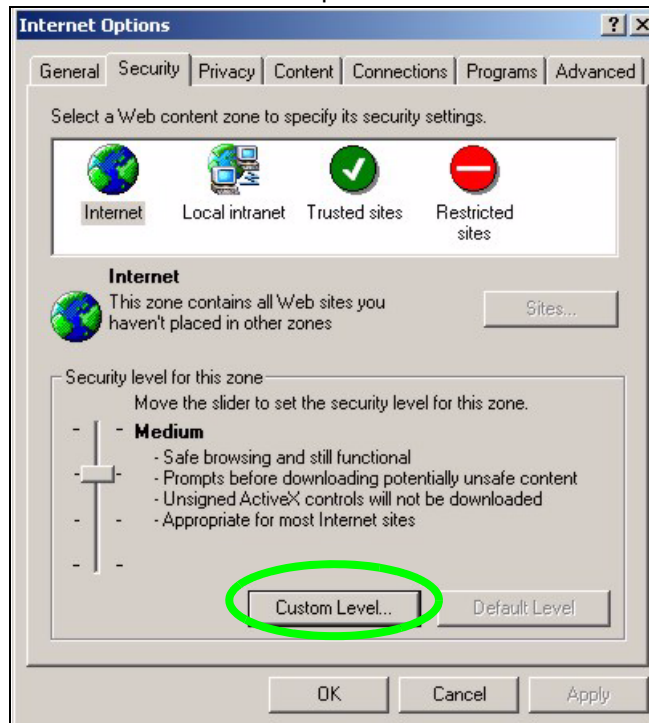 Internet Options
General Security Privacy Content Connections Programs Advanced
Select a Web content zone to specify its security settings.
Internet Local intranet Trusted sites Restricted
sites
Internet
This zone contains all Web sites you
haven't placed in other zones
Sites...
Security level for this zone
Move the slider to set the security level for this zone.
Medium
- Safe browsing and still functional
- Prompts before downloading potentially unsafe content
- Unsigned ActiveX controls will not be downloaded
- Appropriate for most Internet sites
Custom Level... Default Level
OK Cancel Apply